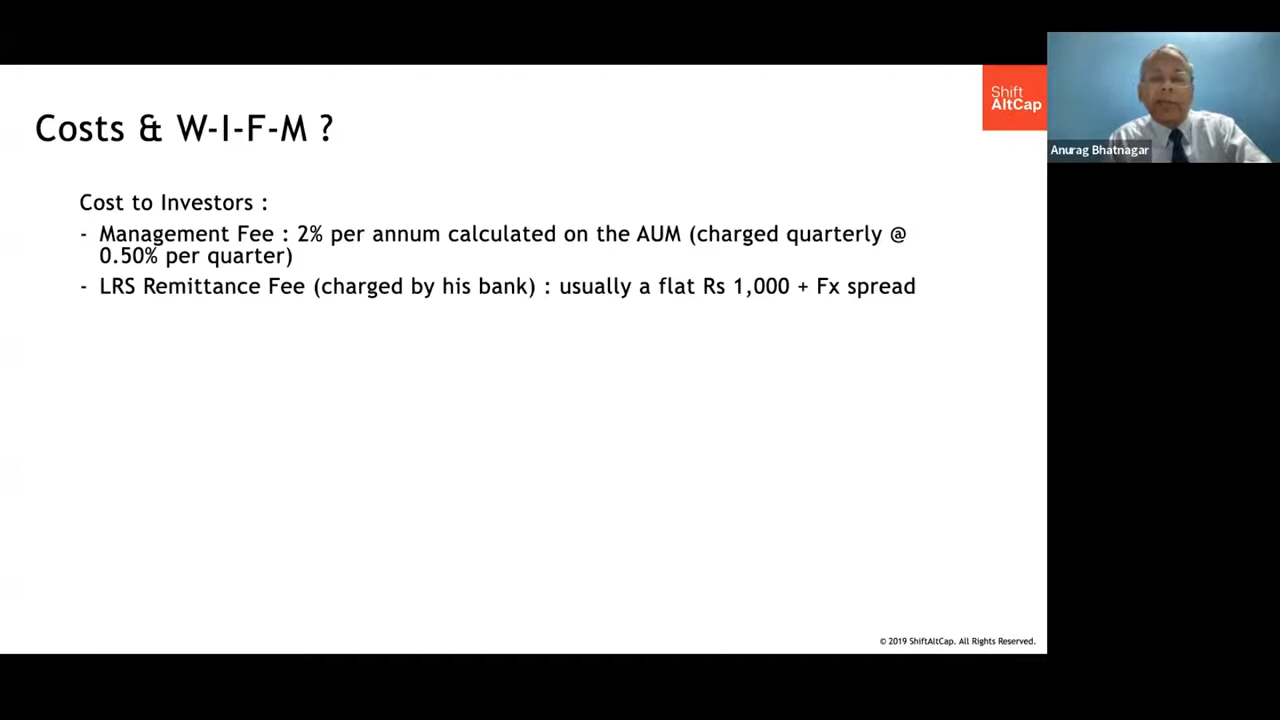 Shift
AltCap
Costs & W-I-F-M ?
Anurag Bhatnagar
Cost to Investors :
- Management Fee : 2% per annum calculated on the AUM (charged quarterly @
0.50% per quarter)
- LRS Remittance Fee (charged by his bank) : usually a flat Rs 1,000 + Fx spread
© 2019 ShiftAltCap. All Rights Reserved.